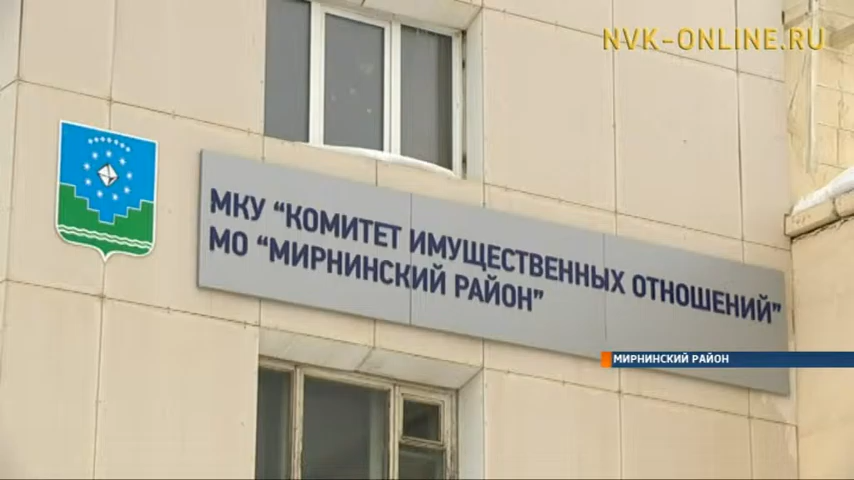 NVK-ONLINE.RU
МКУ “КОМИТЕТ ИМУЩЕСТВЕННЫХ ОТНОШЕНИЙ”
МО “МИРНИНСКИЙ РАЙОН”
МИРНИНСКИЙ РАЙОН